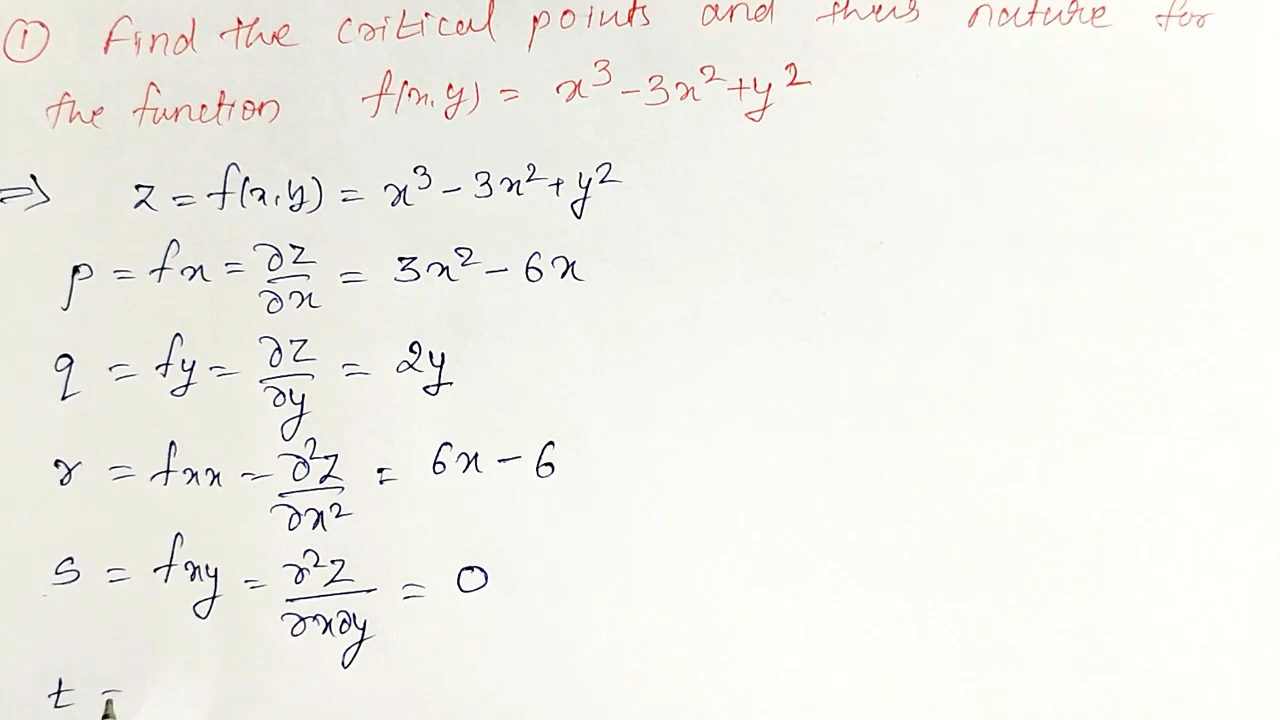 ① Find the critical points and thus nature for
the function f(x,y) = x³-3x²+y²
⇒ z = f(x,y) = x³ - 3x² + y²
p = fx = ∂z/∂x = 3x² - 6x
q = fy = ∂z/∂y = 2y
r = fxx = ∂²z/∂x² = 6x - 6
s = fxy = ∂²z/∂x∂y = 0
t =